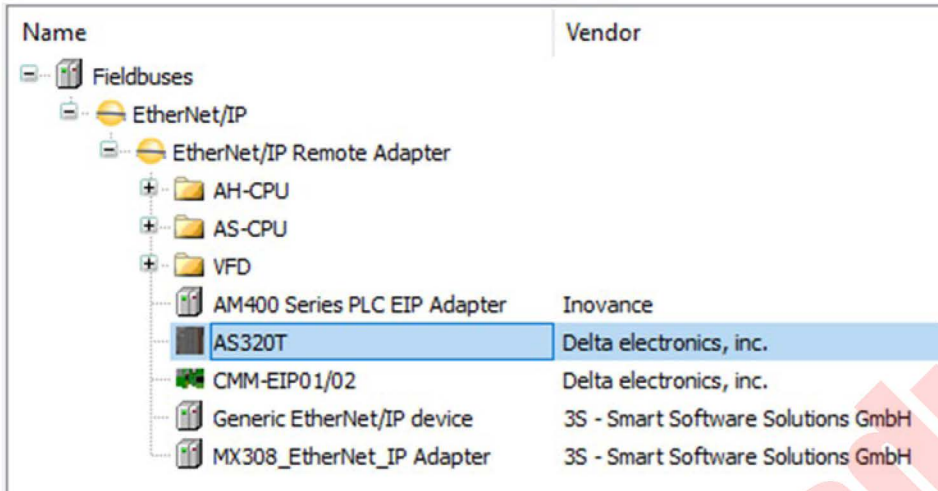 Name Vendor
Fieldbuses
EtherNet/IP
EtherNet/IP Remote Adapter
AH-CPU
AS-CPU
VFD
AM400 Series PLC EIP Adapter Inovance
AS320T Delta electronics, inc.
CMM-EIP01/02 Delta electronics, inc.
Generic EtherNet/IP device 3S - Smart Software Solutions GmbH
MX308_EtherNet_IP Adapter 3S - Smart Software Solutions GmbH